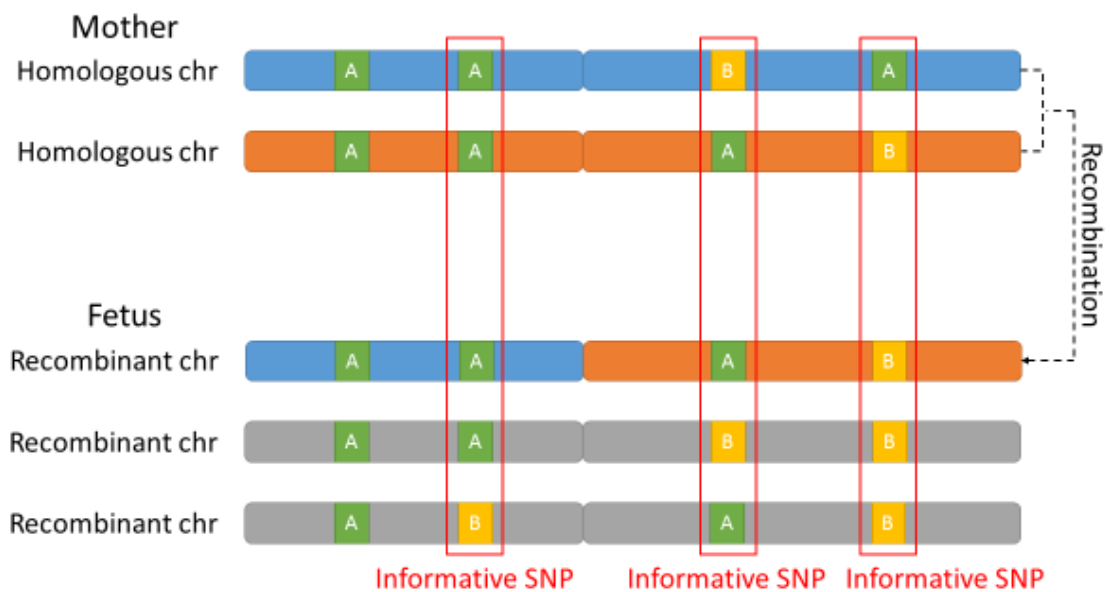 Mother
Homologous chr A A B A
Homologous chr A A A B
Recombination
Fetus
Recombinant chr A A A B
Recombinant chr A A B B
Recombinant chr A B A B
Informative SNP Informative SNP Informative SNP